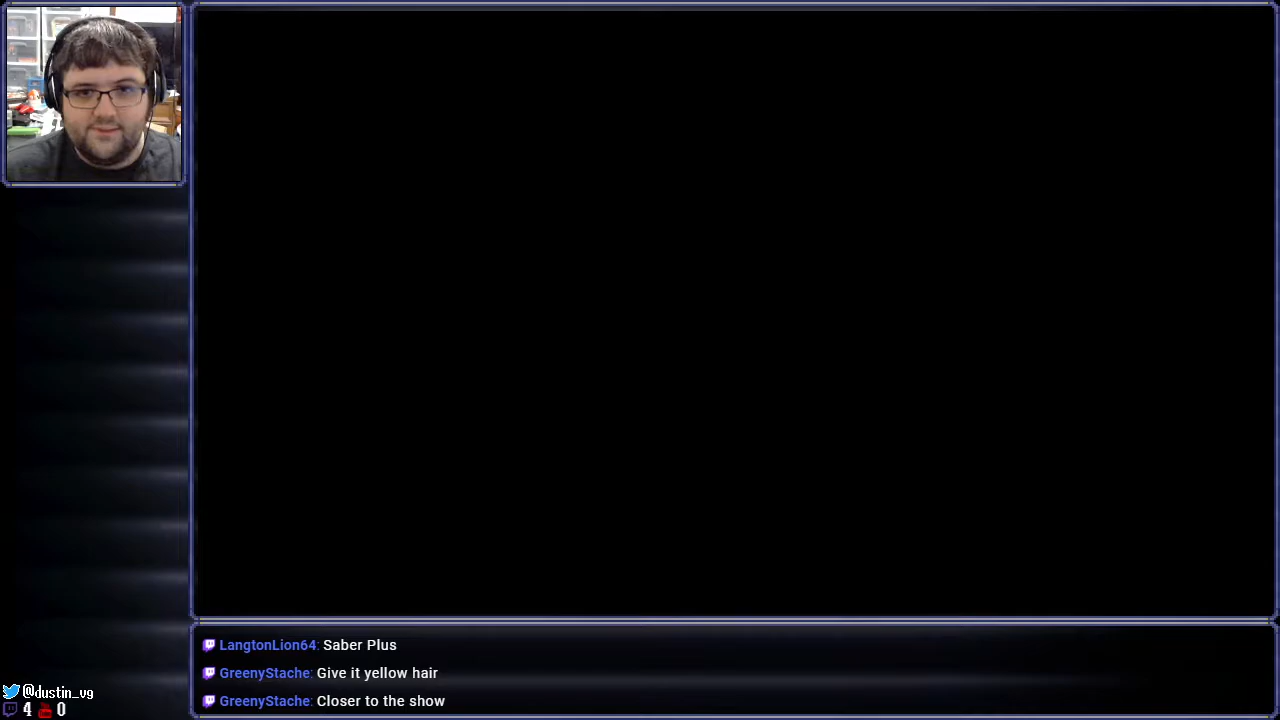 LangtonLion64: Saber Plus
GreenyStache: Give it yellow hair
GreenyStache: Closer to the show
@dustin_vg
4 0